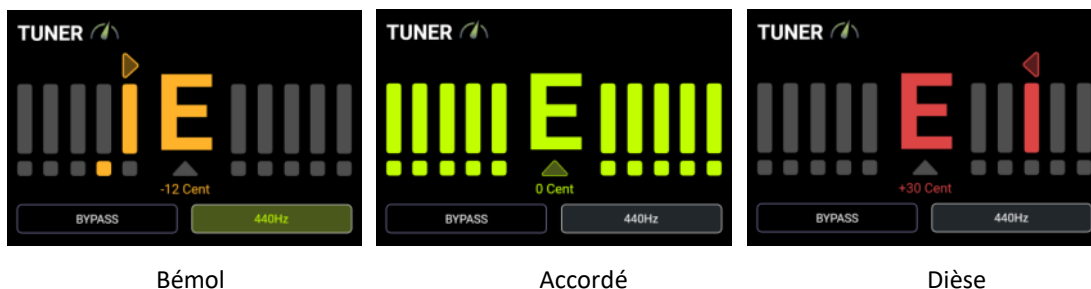 TUNER
E
-12 Cent
BYPASS 440Hz
TUNER
E
0 Cent
BYPASS 440Hz
TUNER
E
+30 Cent
BYPASS 440Hz
Bémol Accordé Dièse